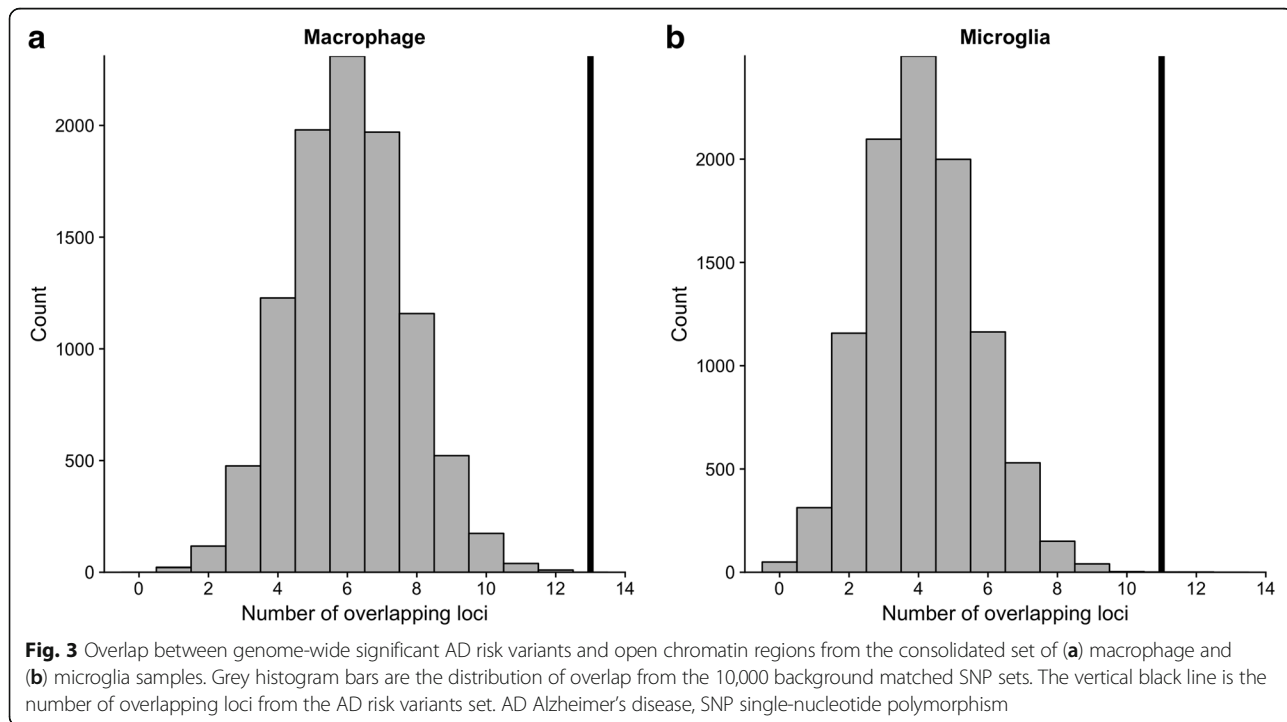 a
Macrophage
2000
1500
1000
500
0
Count
0 2 4 6 8 10 12 14
Number of overlapping loci
b
Microglia
2000
1500
1000
500
0
Count
0 2 4 6 8 10 12 14
Number of overlapping loci
Fig. 3 Overlap between genome-wide significant AD risk variants and open chromatin regions from the consolidated set of (a) macrophage and
(b) microglia samples. Grey histogram bars are the distribution of overlap from the 10,000 background matched SNP sets. The vertical black line is the
number of overlapping loci from the AD risk variants set. AD Alzheimer's disease, SNP single-nucleotide polymorphism